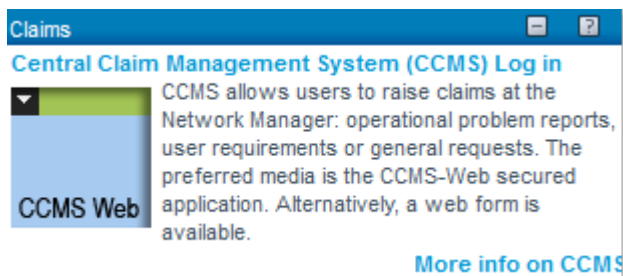 Claims
Central Claim Management System (CCMS) Log in
CCMS allows users to raise claims at the
Network Manager: operational problem reports,
user requirements or general requests. The
preferred media is the CCMS-Web secured
application. Alternatively, a web form is
available.
CCMS Web
More info on CCMS